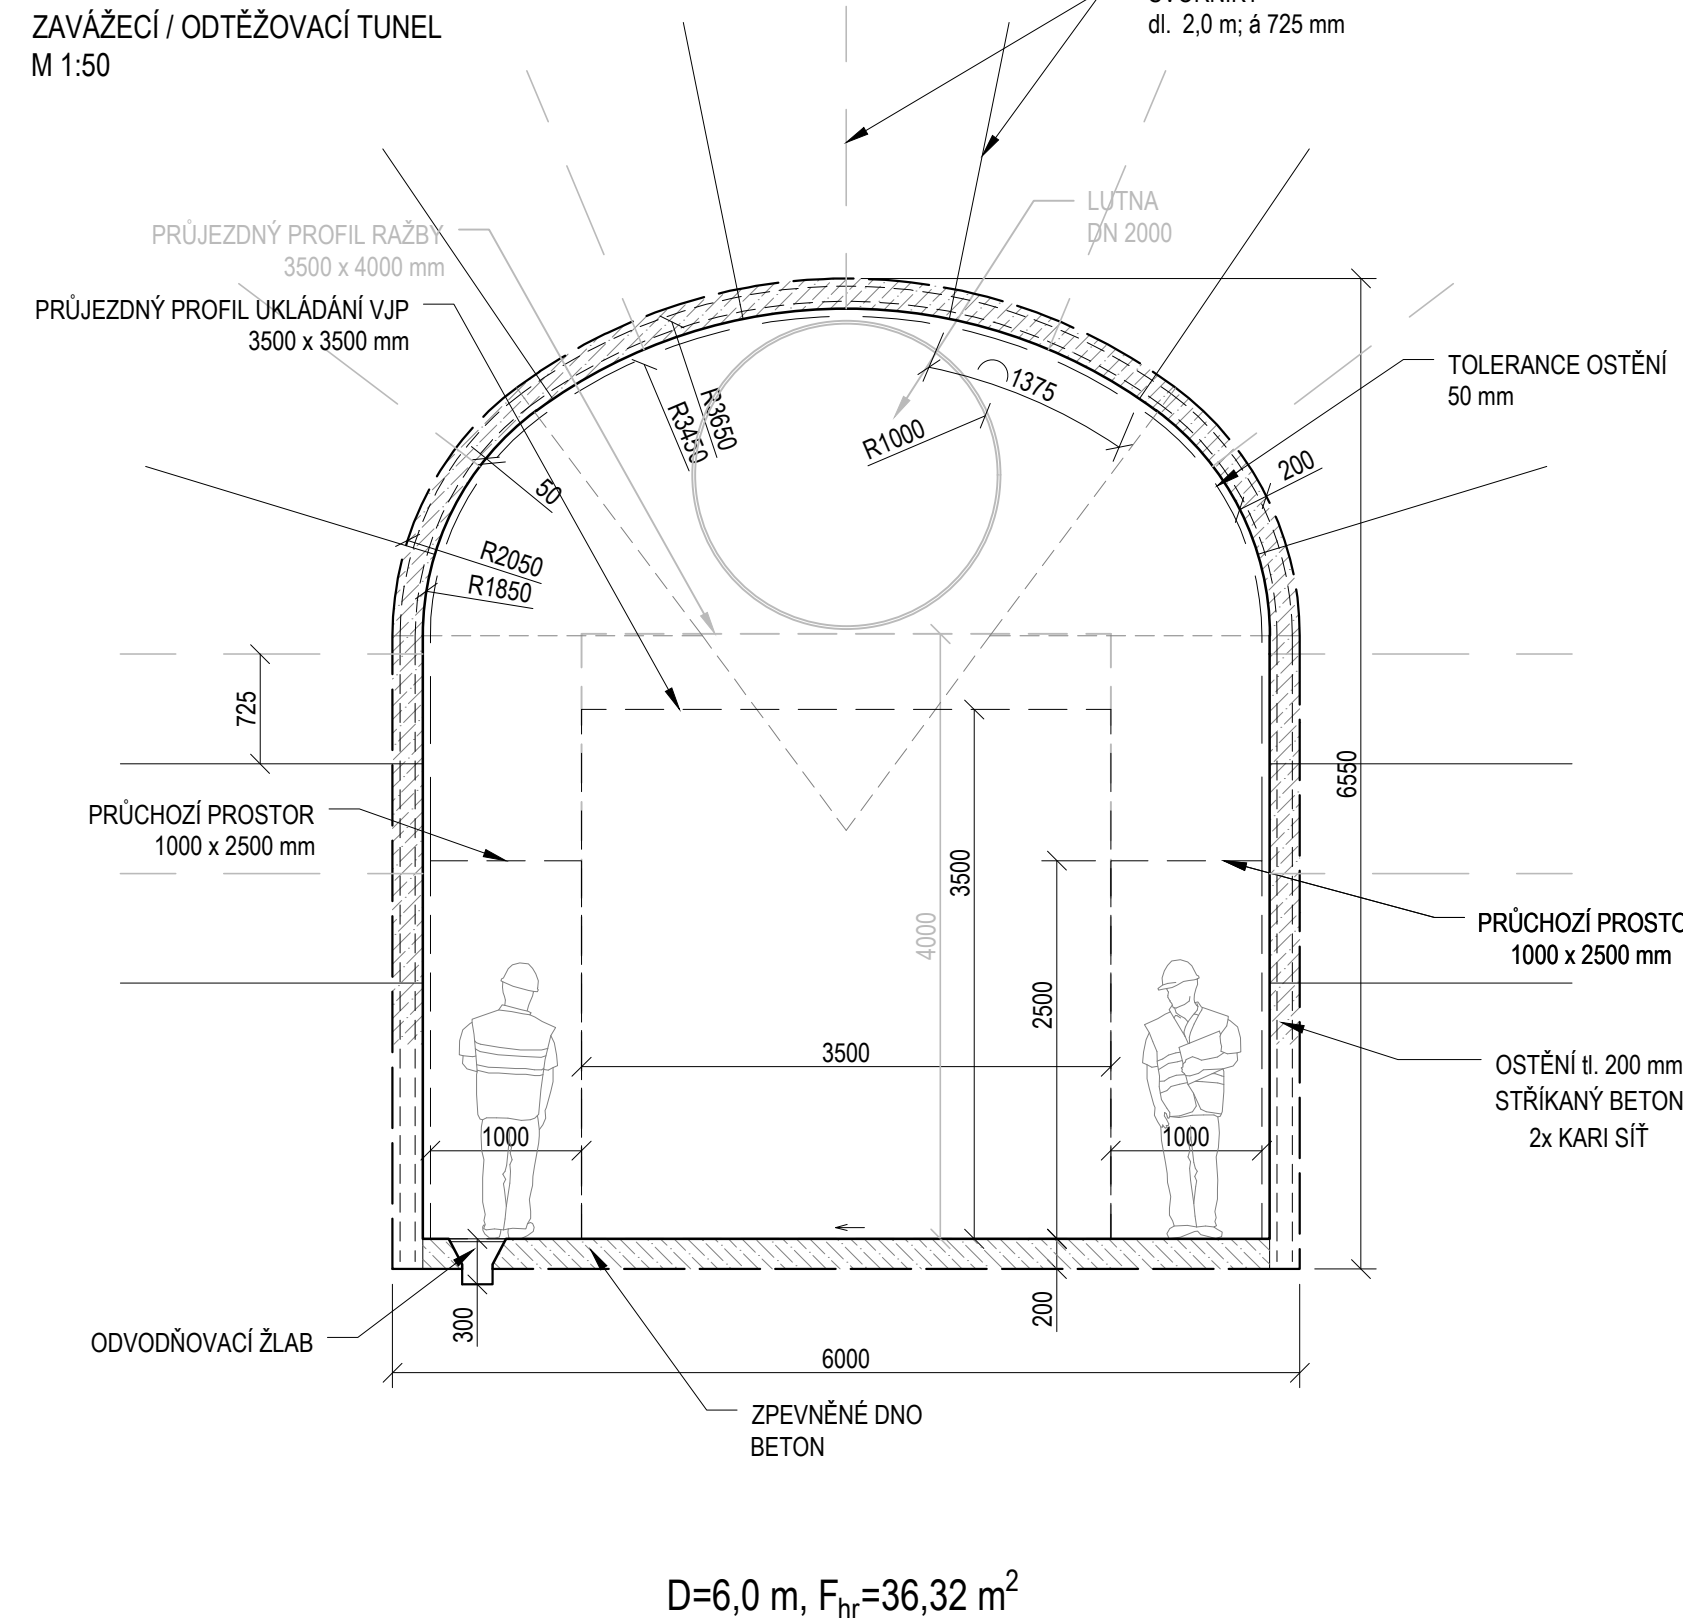 ZAVÁŽECÍ / ODTĚŽOVACÍ TUNEL
M 1:50
dl. 2,0 m; á 725 mm
LUTNA
DN 2000
PRŮJEZDNÝ PROFIL RAŽBY
3500 x 4000 mm
PRŮJEZDNÝ PROFIL UKLÁDÁNÍ VJP
3500 x 3500 mm
TOLERANCE OSTĚNÍ
50 mm
1375
R3650
R3450
R1000
200
50
R2050
R1850
725
6550
PRŮCHOZÍ PROSTOR
1000 x 2500 mm
3500
4000
PRŮCHOZÍ PROSTO
1000 x 2500 mm
2500
3500
OSTĚNÍ tl. 200 mm
STŘÍKANÝ BETON
2x KARI SÍŤ
1000
1000
300
200
ODVODŇOVACÍ ŽLAB
6000
ZPEVNĚNÉ DNO
BETON
D=6,0 m, Fhr=36,32 m²